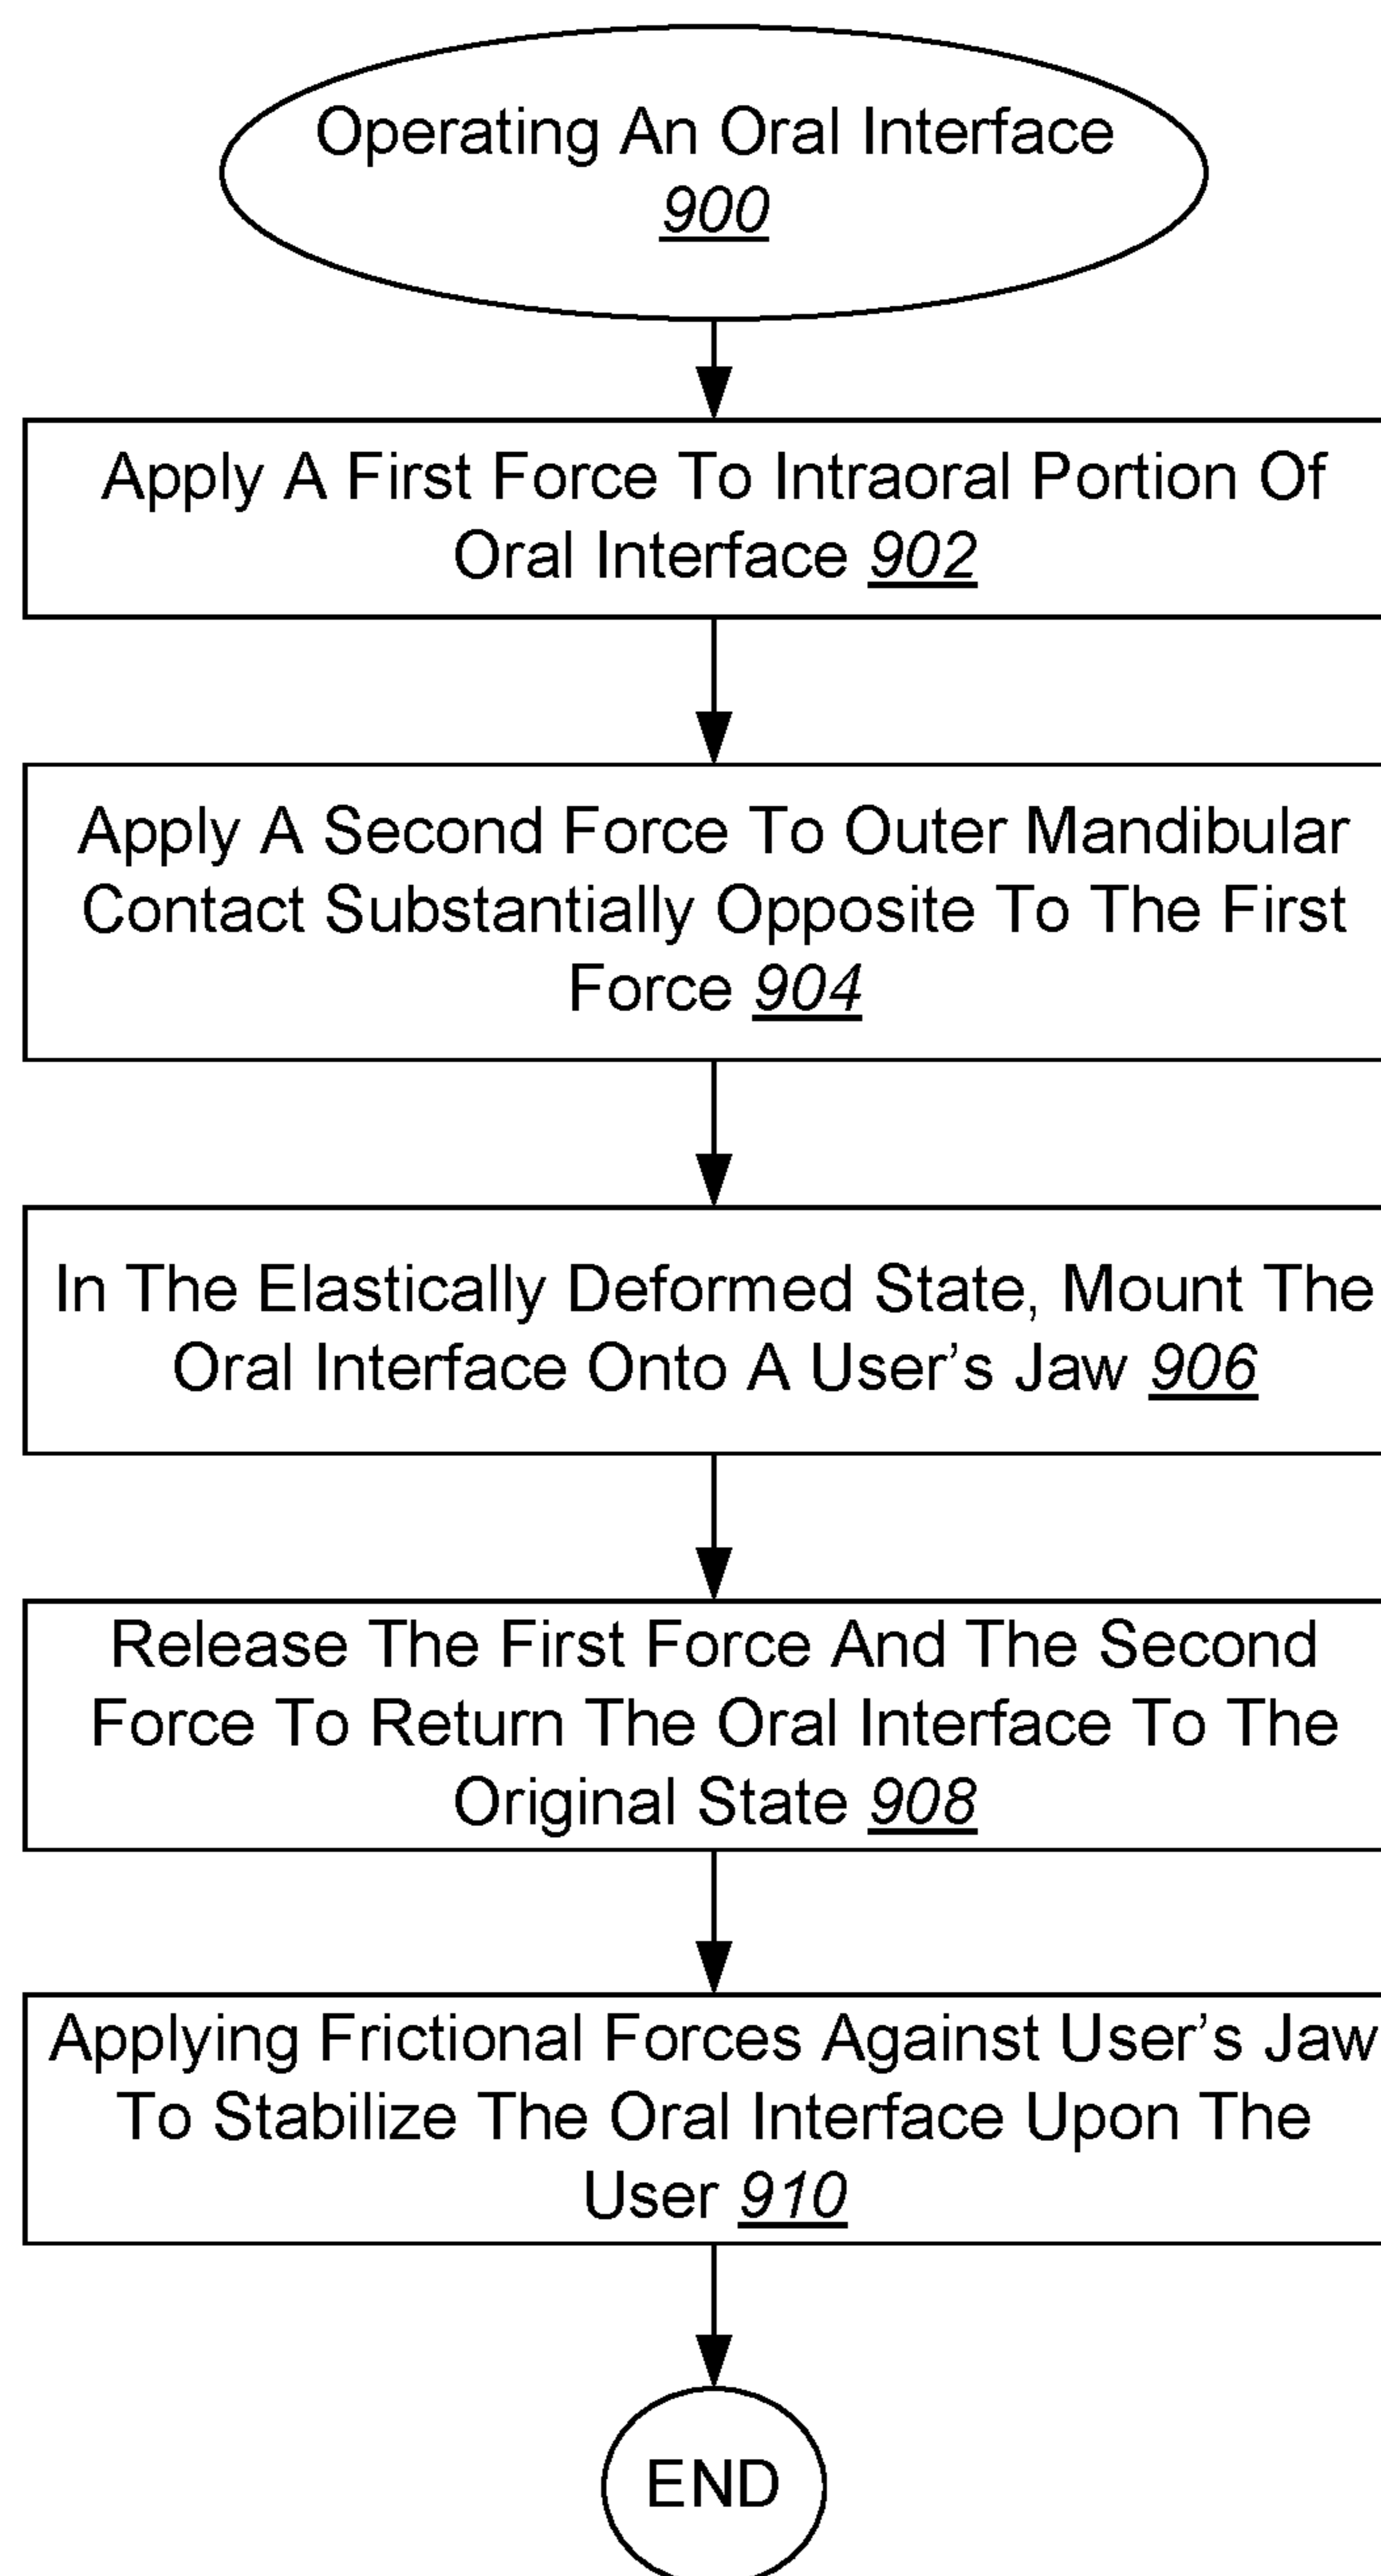 Operating An Oral Interface
900
Apply A First Force To Intraoral Portion Of
Oral Interface 902
Apply A Second Force To Outer Mandibular
Contact Substantially Opposite To The First
Force 904
In The Elastically Deformed State, Mount The
Oral Interface Onto A User’s Jaw 906
Release The First Force And The Second
Force To Return The Oral Interface To The
Original State 908
Applying Frictional Forces Against User’s Jaw
To Stabilize The Oral Interface Upon The
User 910
END